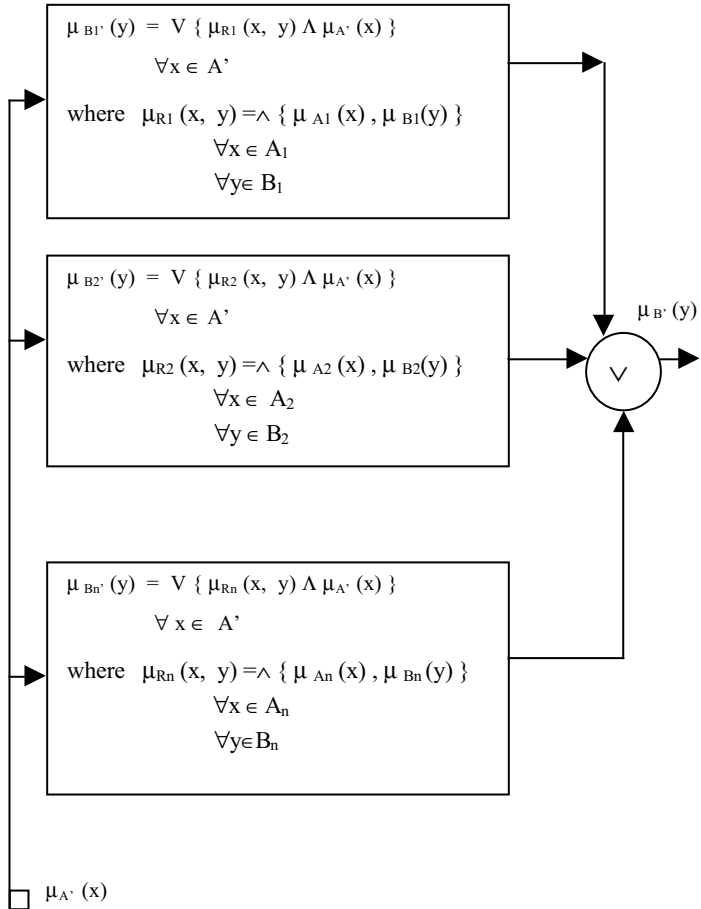 μ B1’ (y) = V { μR1 (x, y) Λ μA’ (x) }
∀x ∈ A’
where μR1 (x, y) =∧ { μ A1 (x) , μ B1(y) }
∀x ∈ A1
∀y∈ B1
μ B2’ (y) = V { μR2 (x, y) Λ μA’ (x) }
∀x ∈ A’
where μR2 (x, y) =∧ { μ A2 (x) , μ B2(y) }
∀x ∈ A2
∀y ∈ B2
μ B’ (y)
∨
μ Bn’ (y) = V { μRn (x, y) Λ μA’ (x) }
∀ x ∈ A’
where μRn (x, y) =∧ { μ An (x) , μ Bn(y) }
∀x ∈ An
∀y∈Bn
μA’ (x)